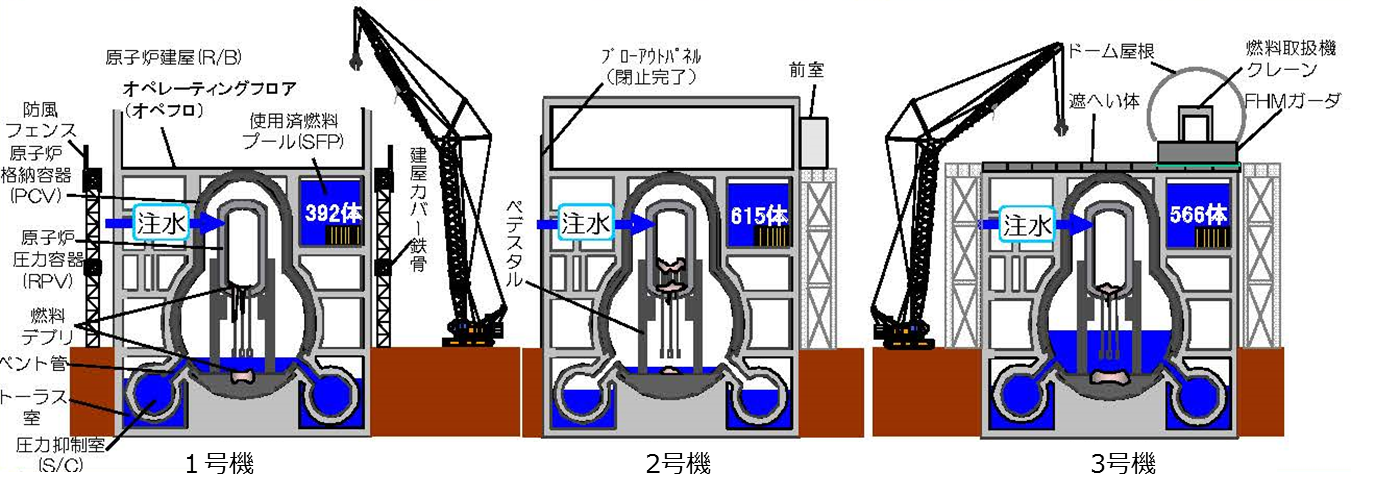 原子炉建屋(R/B)
オペレーティングフロア
(オペフロ)
防風
フェンス
使用済燃料
プール(SFP)
原子炉
格納容器
(PCV)
392体
注水
原子炉
圧力容器
(RPV)
建屋カバー鉄骨
燃料
デブリ
ベント管
トーラス
室
圧力抑制室
(S/C)
1号機
ﾌﾞﾛｰｱｳﾄﾊﾟﾈﾙ
(閉止完了)
前室
615体
注水
ペデスタル
2号機
ドーム屋根
燃料取扱機
クレーン
遮へい体
FHMガーダ
566体
注水
3号機